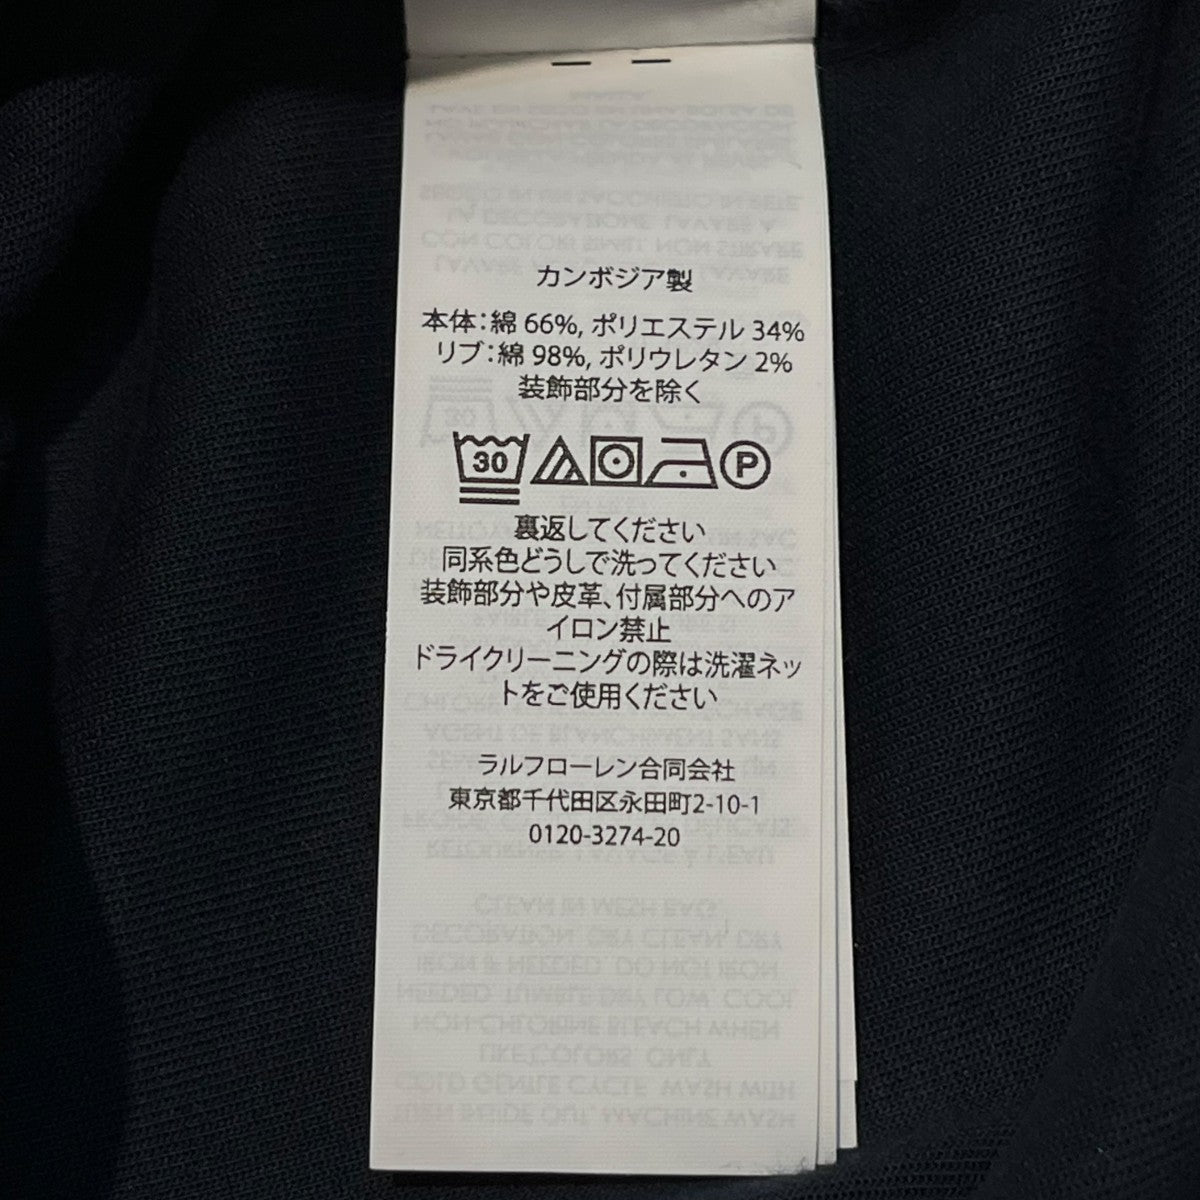 カンボジア製
本体：綿 66%, ポリエステル 34%
リブ：綿 98%, ポリウレタン 2%
装飾部分を除く
30 P
裏返してください
同系色どうしで洗ってください
装飾部分や皮革、付属部分へのア
イロン禁止
ドライクリーニングの際は洗濯ネッ
トをご使用ください
ラルフローレン合同会社
東京都千代田区永田町2-10-1
0120-3274-20